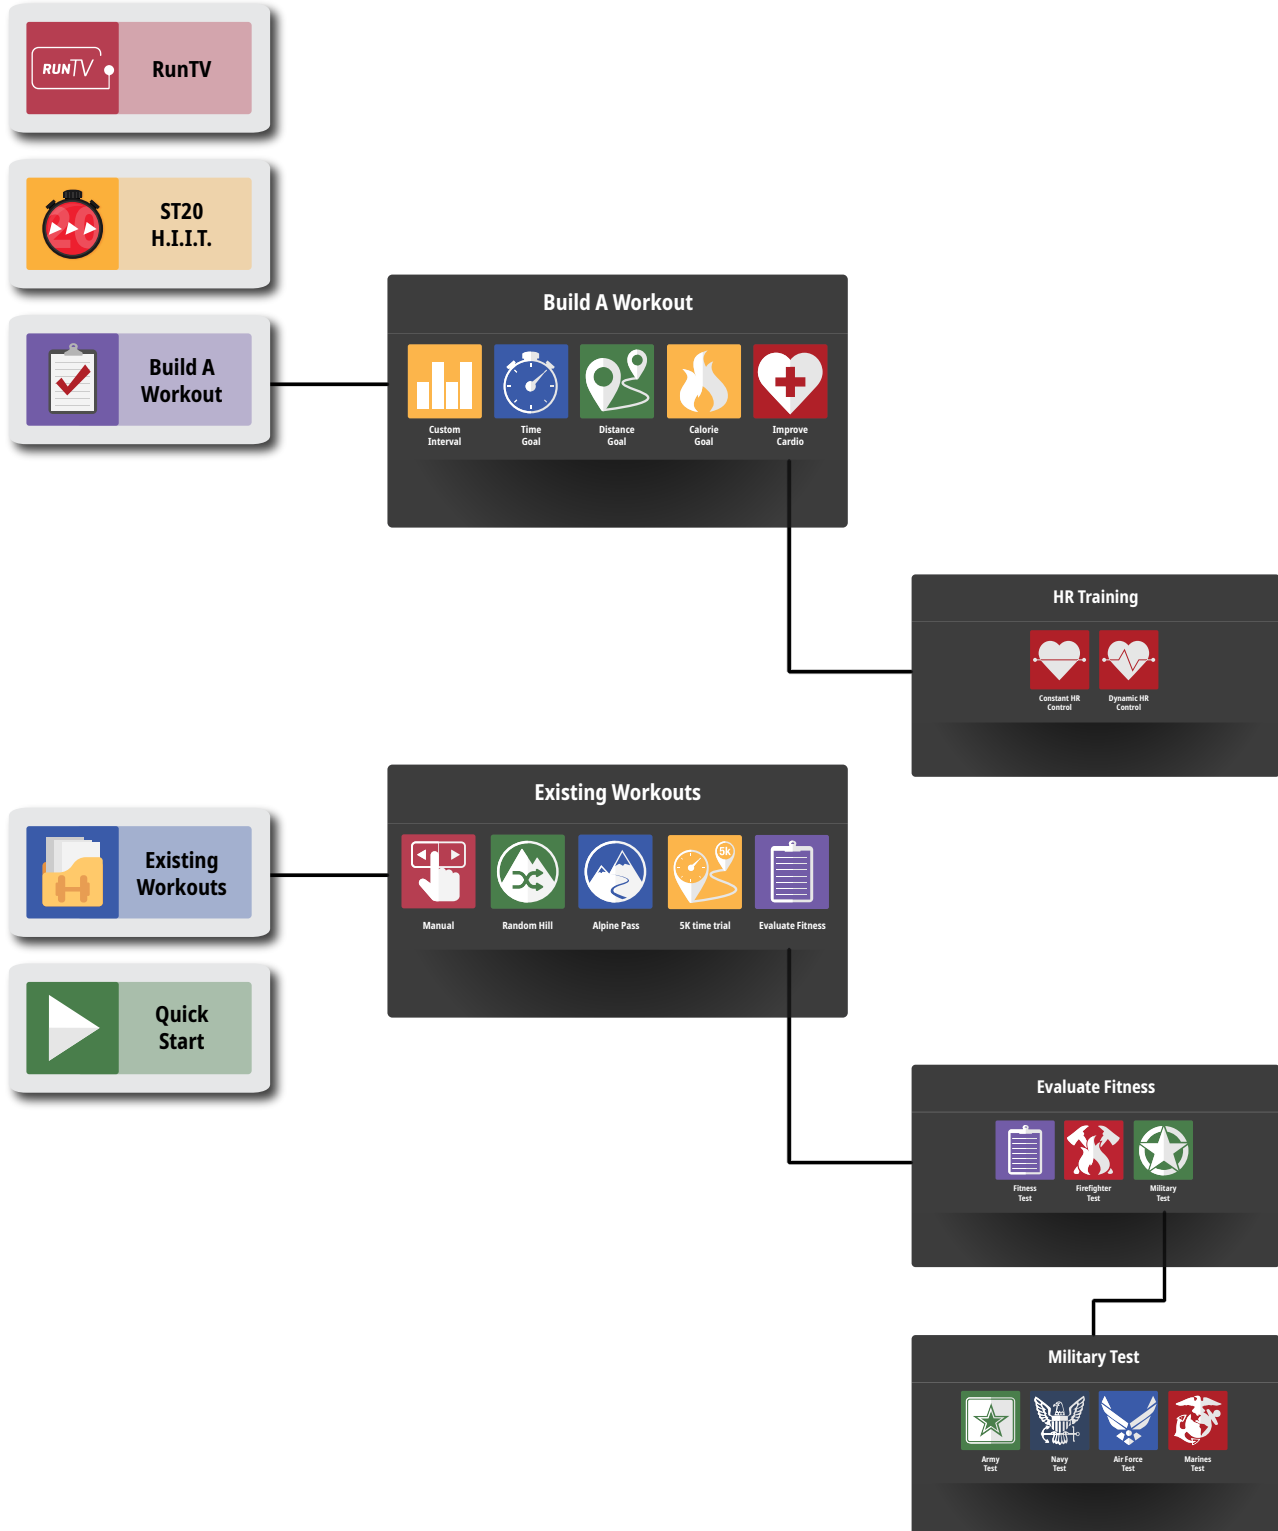 RUNTV
RunTV
20
ST20
H.I.I.T.
Build A
Workout
Build A Workout
Custom
Interval
Time
Goal
Distance
Goal
Calorie
Goal
Improve
Cardio
HR Training
Constant HR
Control
Dynamic HR
Control
Existing
Workouts
Existing Workouts
5k
Manual
Random Hill
Alpine Pass
5K time trial
Evaluate Fitness
Quick
Start
Evaluate Fitness
Fitness
Test
Firefighter
Test
Military
Test
Military Test
Army
Test
Navy
Test
Air Force
Test
Marines
Test